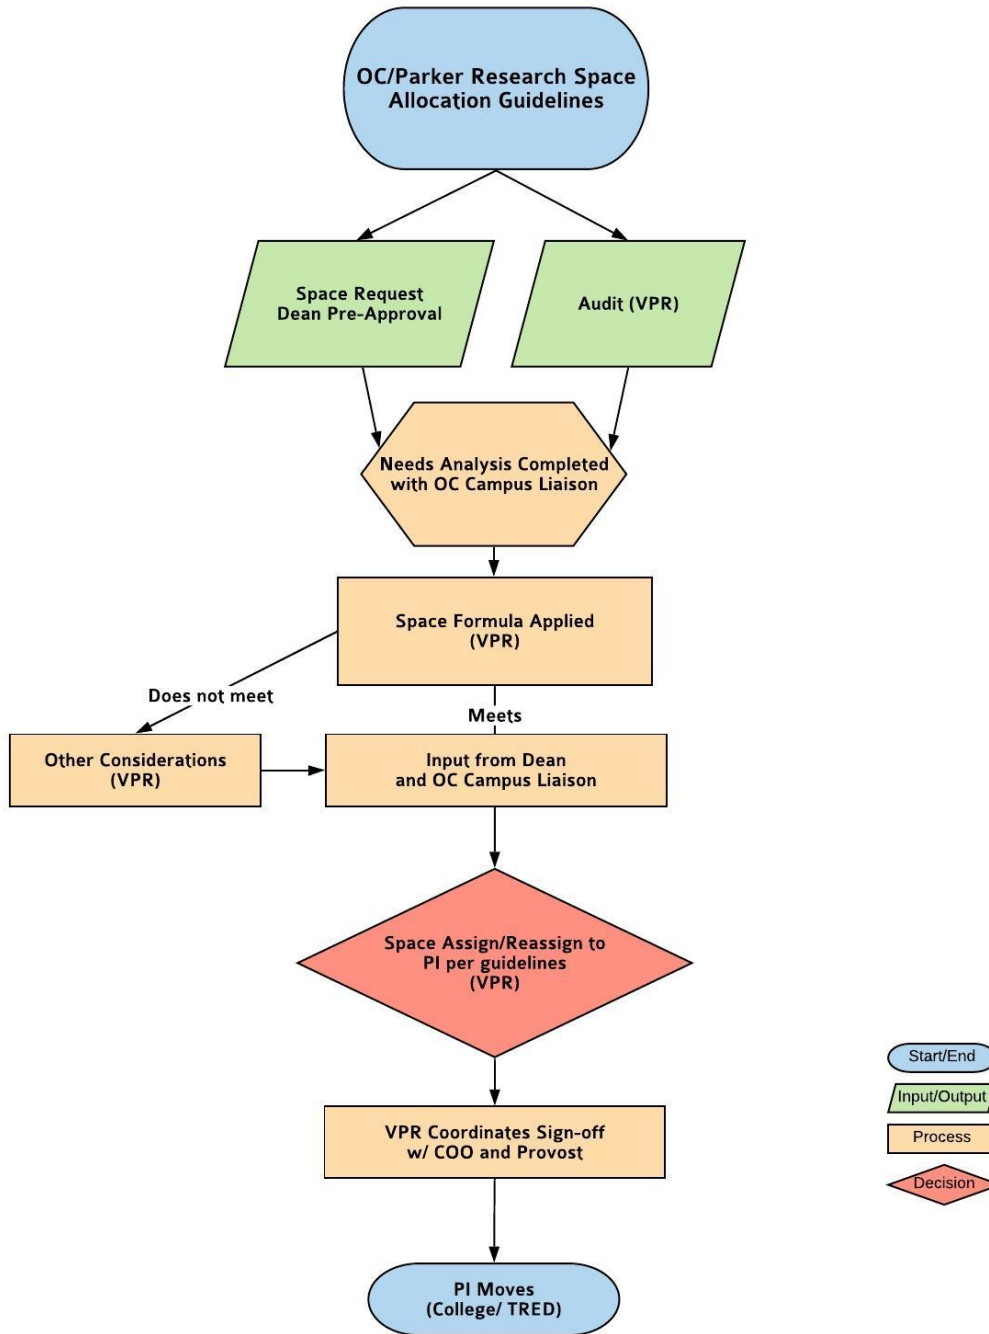 OC/Parker Research Space
Allocation Guidelines
Space Request
Dean Pre-Approval
Audit (VPR)
Needs Analysis Completed
with OC Campus Liaison
Space Formula Applied
(VPR)
Does not meet
Meets
Other Considerations
(VPR)
Input from Dean
and OC Campus Liaison
Space Assign/Reassign to
PI per guidelines
(VPR)
VPR Coordinates Sign-off
w/ COO and Provost
PI Moves
(College/ TRED)
Start/End
Input/Output
Process
Decision